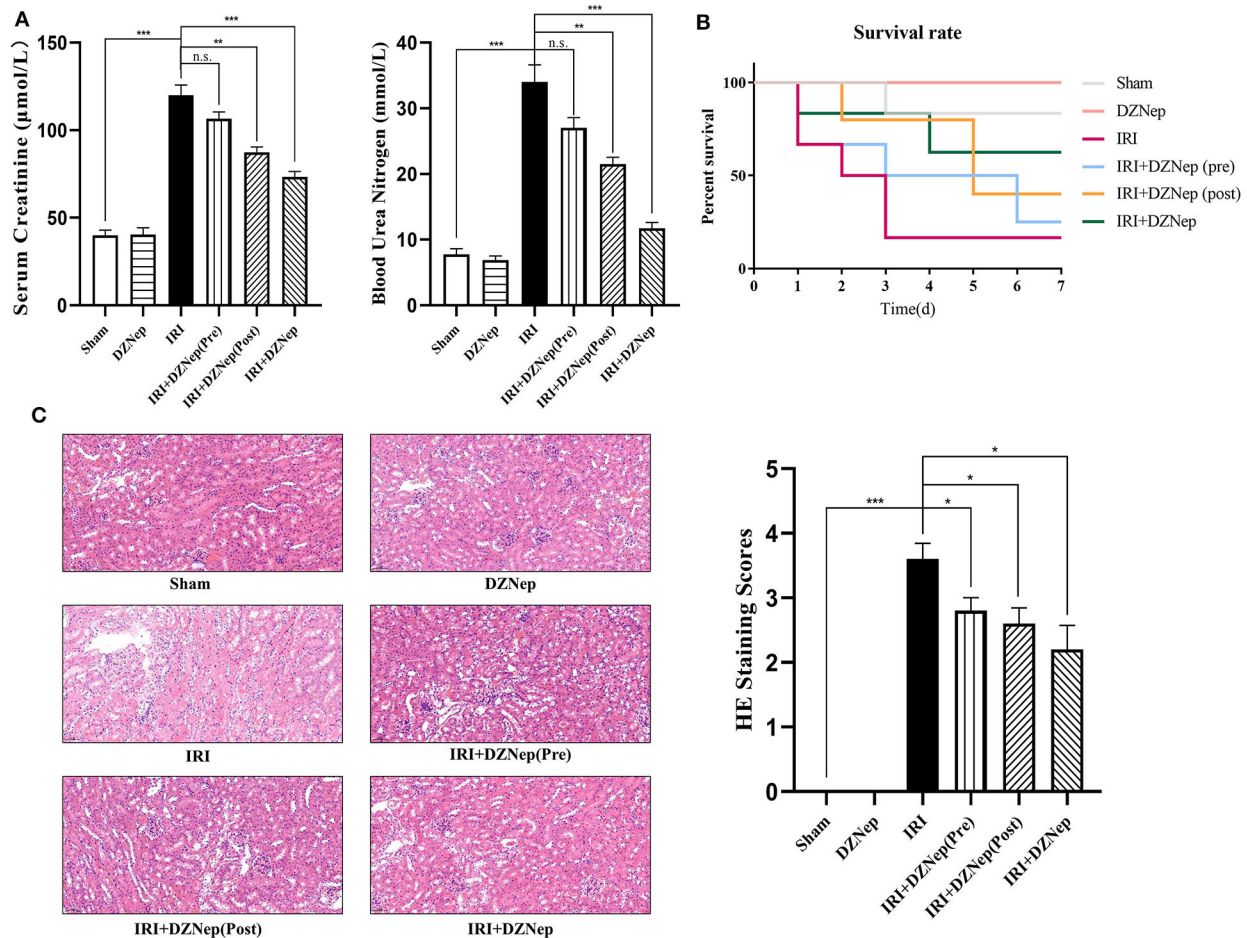 A
Serum Creatinine (μmol/L)
150
100
50
0
***
***
**
n.s.
Sham
DZNep
IRI
IRI+DZNep(Pre)
IRI+DZNep(Post)
IRI+DZNep
Blood Urea Nitrogen (mmol/L)
40
30
20
10
0
***
**
***
n.s.
Sham
DZNep
IRI
IRI+DZNep(Pre)
IRI+DZNep(Post)
IRI+DZNep
B
Survival rate
Percent survival
100
50
0
0 1 2 3 4 5 6 7
Time(d)
Sham
DZNep
IRI
IRI+DZNep (pre)
IRI+DZNep (post)
IRI+DZNep
C
Sham
DZNep
IRI
IRI+DZNep(Pre)
IRI+DZNep(Post)
IRI+DZNep
HE Staining Scores
5
4
3
2
1
0
*
*
***
*
Sham
DZNep
IRI
IRI+DZNep(Pre)
IRI+DZNep(Post)
IRI+DZNep